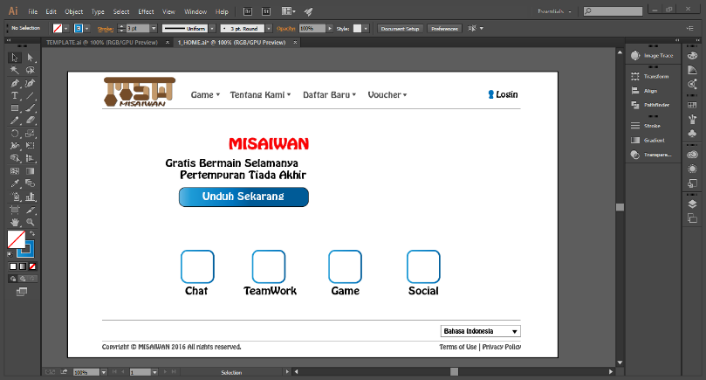 Ai File Edit Object Type Select Effect View Window Help
No Selection Stroke: 3 pt Uniform 3 pt. Round Opacity 100% Style: Document Setup Preferences
TEMPLATE.ai @ 100% (RGB/GPU Preview) × 1_HOME.ai* @ 100% (RGB/GPU Preview) ×
MISAIWAN
Game Tentang Kami Daftar Baru Voucher Login
MISAIWAN
Gratis Bermain Selamanya
Pertempuran Tiada Akhir
Unduh Sekarang
Chat TeamWork Game Social
Bahasa Indonesia
Copyright © MISAIWAN 2016 All rights reserved. Terms of Use | Privacy Policy
Image Trace
Transform
Align
Pathfinder
Stroke
Gradient
Transpare...
100% 1 Selection